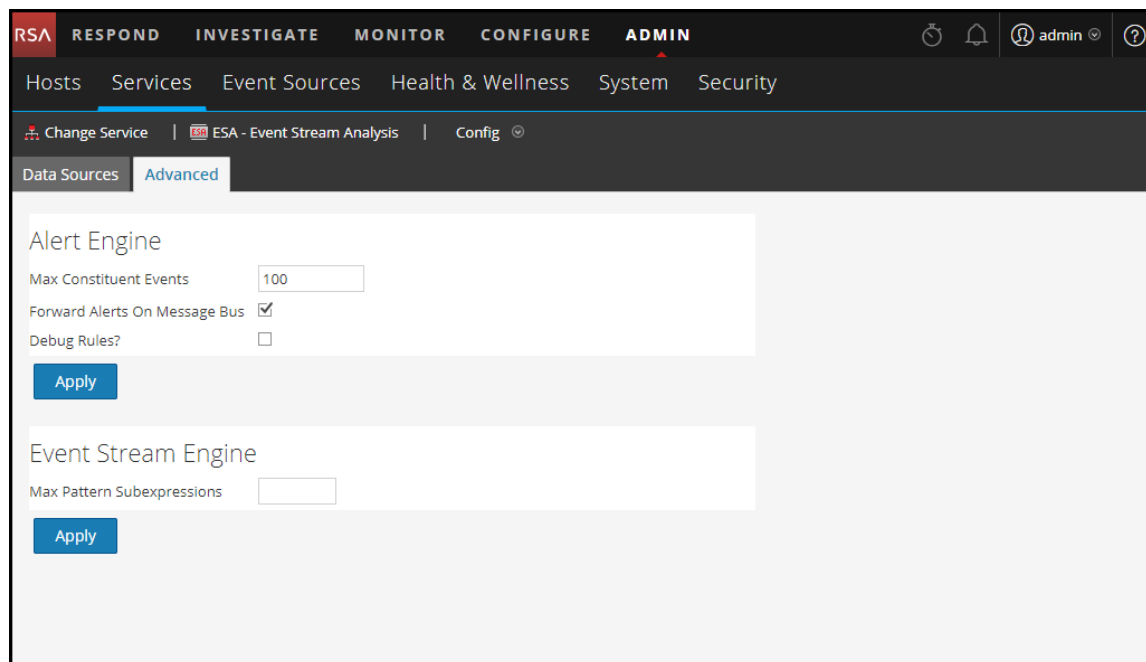 RSA RESPOND INVESTIGATE MONITOR CONFIGURE ADMIN admin ?
Hosts Services Event Sources Health & Wellness System Security
Change Service | ESA ESA - Event Stream Analysis | Config
Data Sources Advanced
Alert Engine
Max Constituent Events 100
Forward Alerts On Message Bus
Debug Rules?
Apply
Event Stream Engine
Max Pattern Subexpressions
Apply